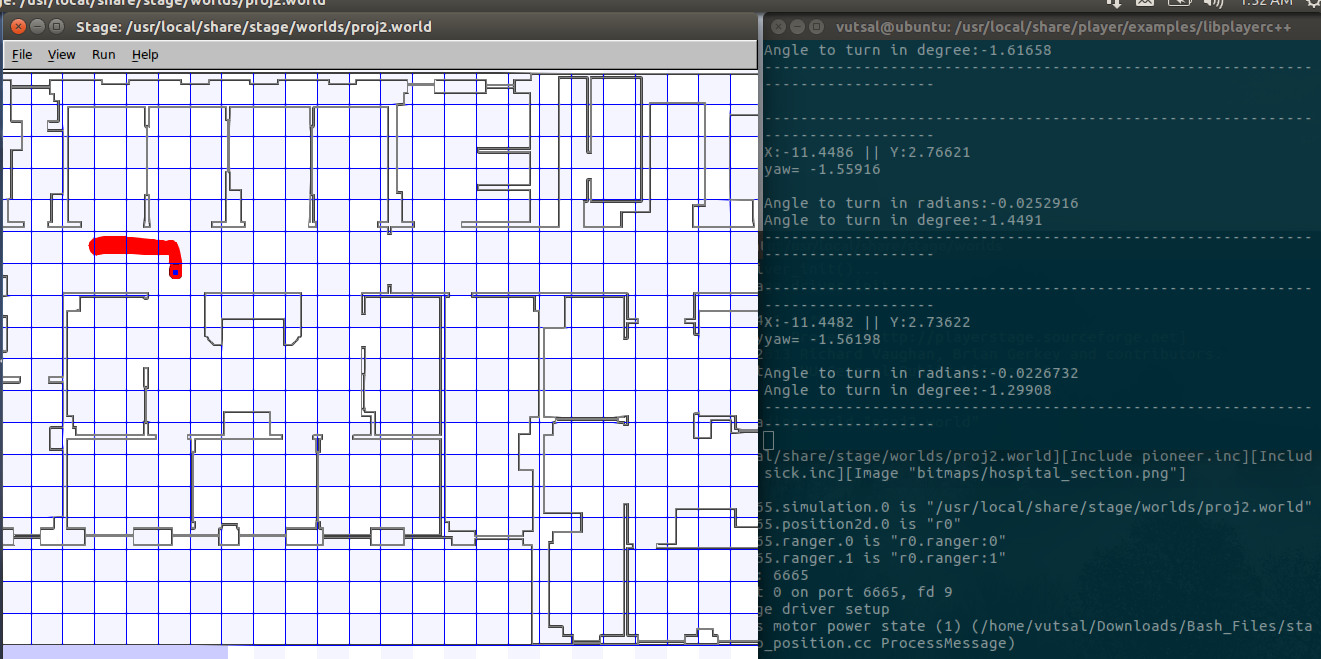 ge: /usr/local/share/stage/worlds/proj2.world
1:32 AM
Stage: /usr/local/share/stage/worlds/proj2.world
File View Run Help
vutsal@ubuntu: /usr/local/share/player/examples/libplayerc++
Angle to turn in degree:-1.61658
-------------------------------------------------------------
-------------------
-------------------------------------------------------------
-------------------
X:-11.4486 || Y:2.76621
yaw= -1.55916
Angle to turn in radians:-0.0252916
Angle to turn in degree:-1.4491
-------------------------------------------------------------
-------------------
-------------------------------------------------------------
-------------------
X:-11.4482 || Y:2.73622
yaw= -1.56198
Angle to turn in radians:-0.0226732
Angle to turn in degree:-1.29908
-------------------------------------------------------------
-------------------
al/share/stage/worlds/proj2.world][Include pioneer.inc][Includ
sick.inc][Image "bitmaps/hospital_section.png"]
65.simulation.0 is "/usr/local/share/stage/worlds/proj2.world"
65.position2d.0 is "r0"
65.ranger.0 is "r0.ranger:0"
65.ranger.1 is "r0.ranger:1"
: 6665
t 0 on port 6665, fd 9
ge driver setup
s motor power state (1) (/home/vutsal/Downloads/Bash_Files/sta
p_position.cc ProcessMessage)